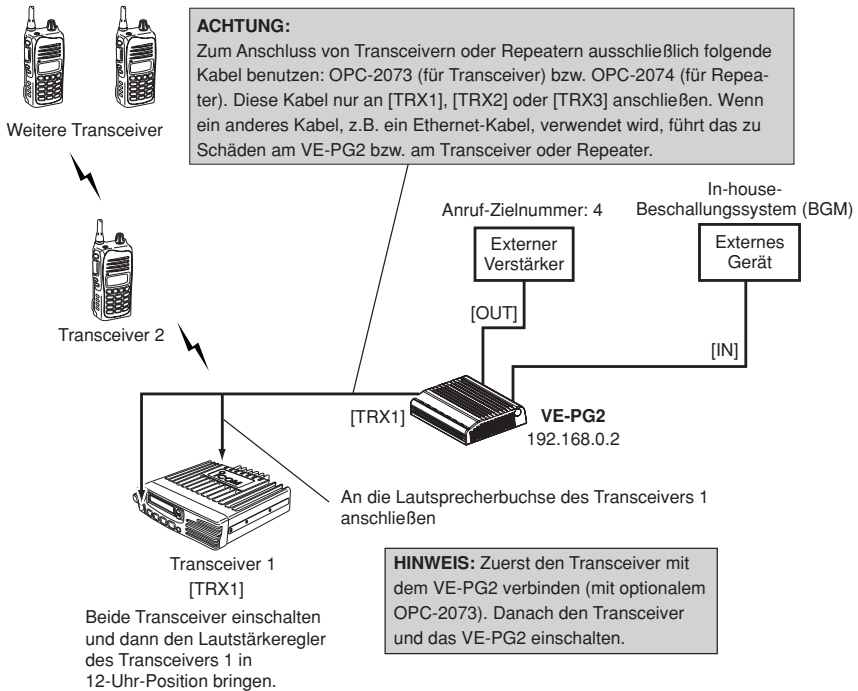 ACHTUNG:
Zum Anschluss von Transceivern oder Repeatern ausschließlich folgende
Kabel benutzen: OPC-2073 (für Transceiver) bzw. OPC-2074 (für Repea-
ter). Diese Kabel nur an [TRX1], [TRX2] oder [TRX3] anschließen. Wenn
ein anderes Kabel, z.B. ein Ethernet-Kabel, verwendet wird, führt das zu
Schäden am VE-PG2 bzw. am Transceiver oder Repeater.
Weitere Transceiver
Anruf-Zielnummer: 4
In-house-
Beschallungssystem (BGM)
Externer
Verstärker
Externes
Gerät
Transceiver 2
[OUT]
[IN]
[TRX1]
VE-PG2
192.168.0.2
ICOM
An die Lautsprecherbuchse des Transceivers 1
anschließen
Transceiver 1
[TRX1]
HINWEIS: Zuerst den Transceiver mit
dem VE-PG2 verbinden (mit optionalem
OPC-2073). Danach den Transceiver
und das VE-PG2 einschalten.
Beide Transceiver einschalten
und dann den Lautstärkeregler
des Transceivers 1 in
12-Uhr-Position bringen.